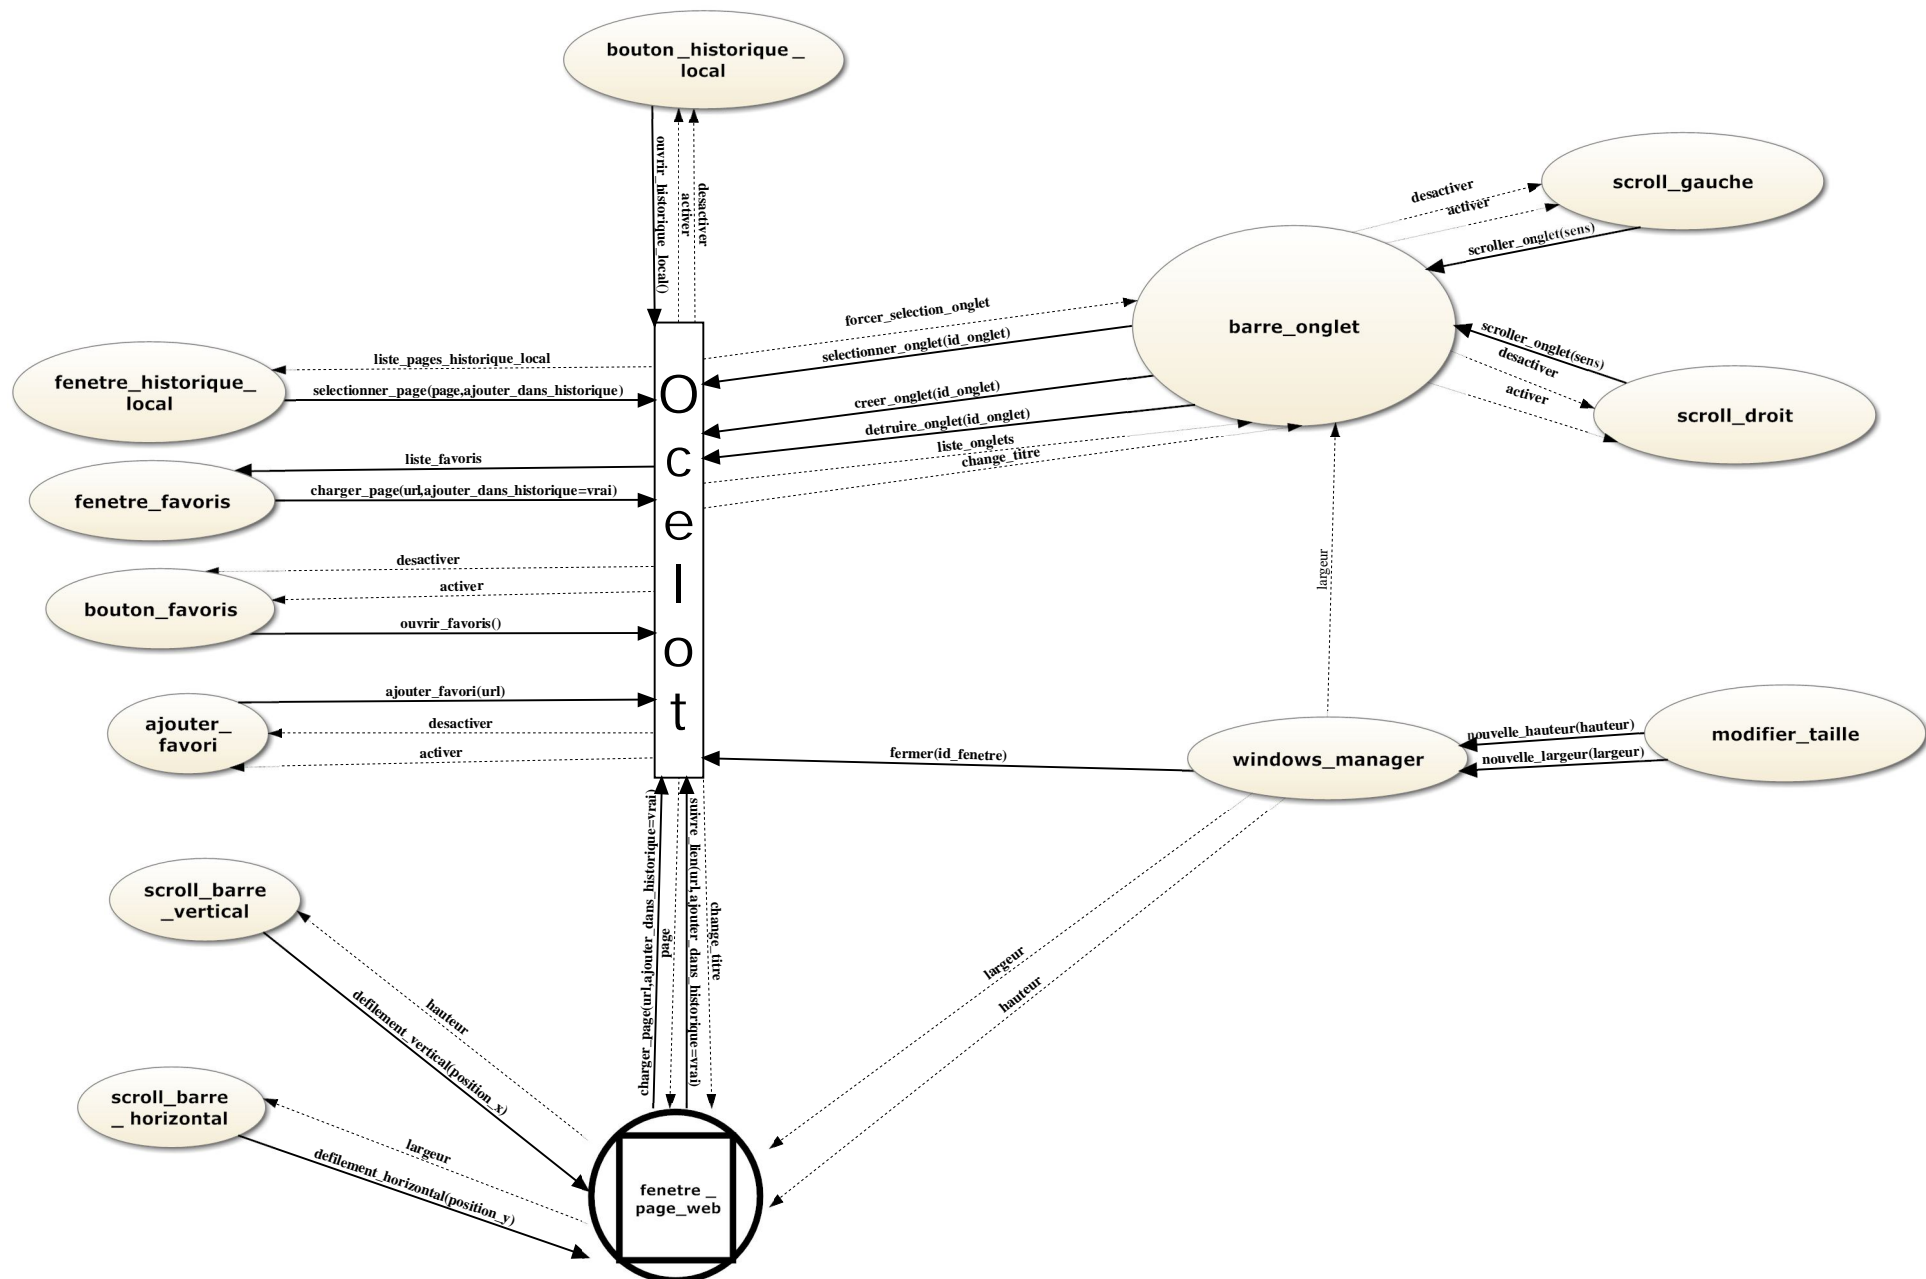 bouton_historique_
local
ouvrir_historique_local()
activer
desactiver
scroll_gauche
desactiver
activer
scroller_onglet(sens)
barre_onglet
forcer_selection_onglet
selectionner_onglet(id_onglet)
creer_onglet(id_onglet)
detruire_onglet(id_onglet)
liste_onglets
change_titre
scroller_onglet(sens)
desactiver
activer
scroll_droit
fenetre_historique_
local
liste_pages_historique_local
selectionner_page(page,ajouter_dans_historique)
Ocelot
fenetre_favoris
liste_favoris
charger_page(url,ajouter_dans_historique=vrai)
bouton_favoris
desactiver
activer
ouvrir_favoris()
largeur
ajouter_
favori
ajouter_favori(url)
desactiver
activer
fermer(id_fenetre)
windows_manager
nouvelle_hauteur(hauteur)
nouvelle_largeur(largeur)
modifier_taille
charger_page(url,ajouter_dans_historique=vrai)
page
suivre_lien(url,ajouter_dans_historique=vrai)
change_titre
largeur
hauteur
scroll_barre
_vertical
hauteur
defilement_vertical(position_x)
scroll_barre
_horizontal
largeur
defilement_horizontal(position_y)
fenetre_
page_web